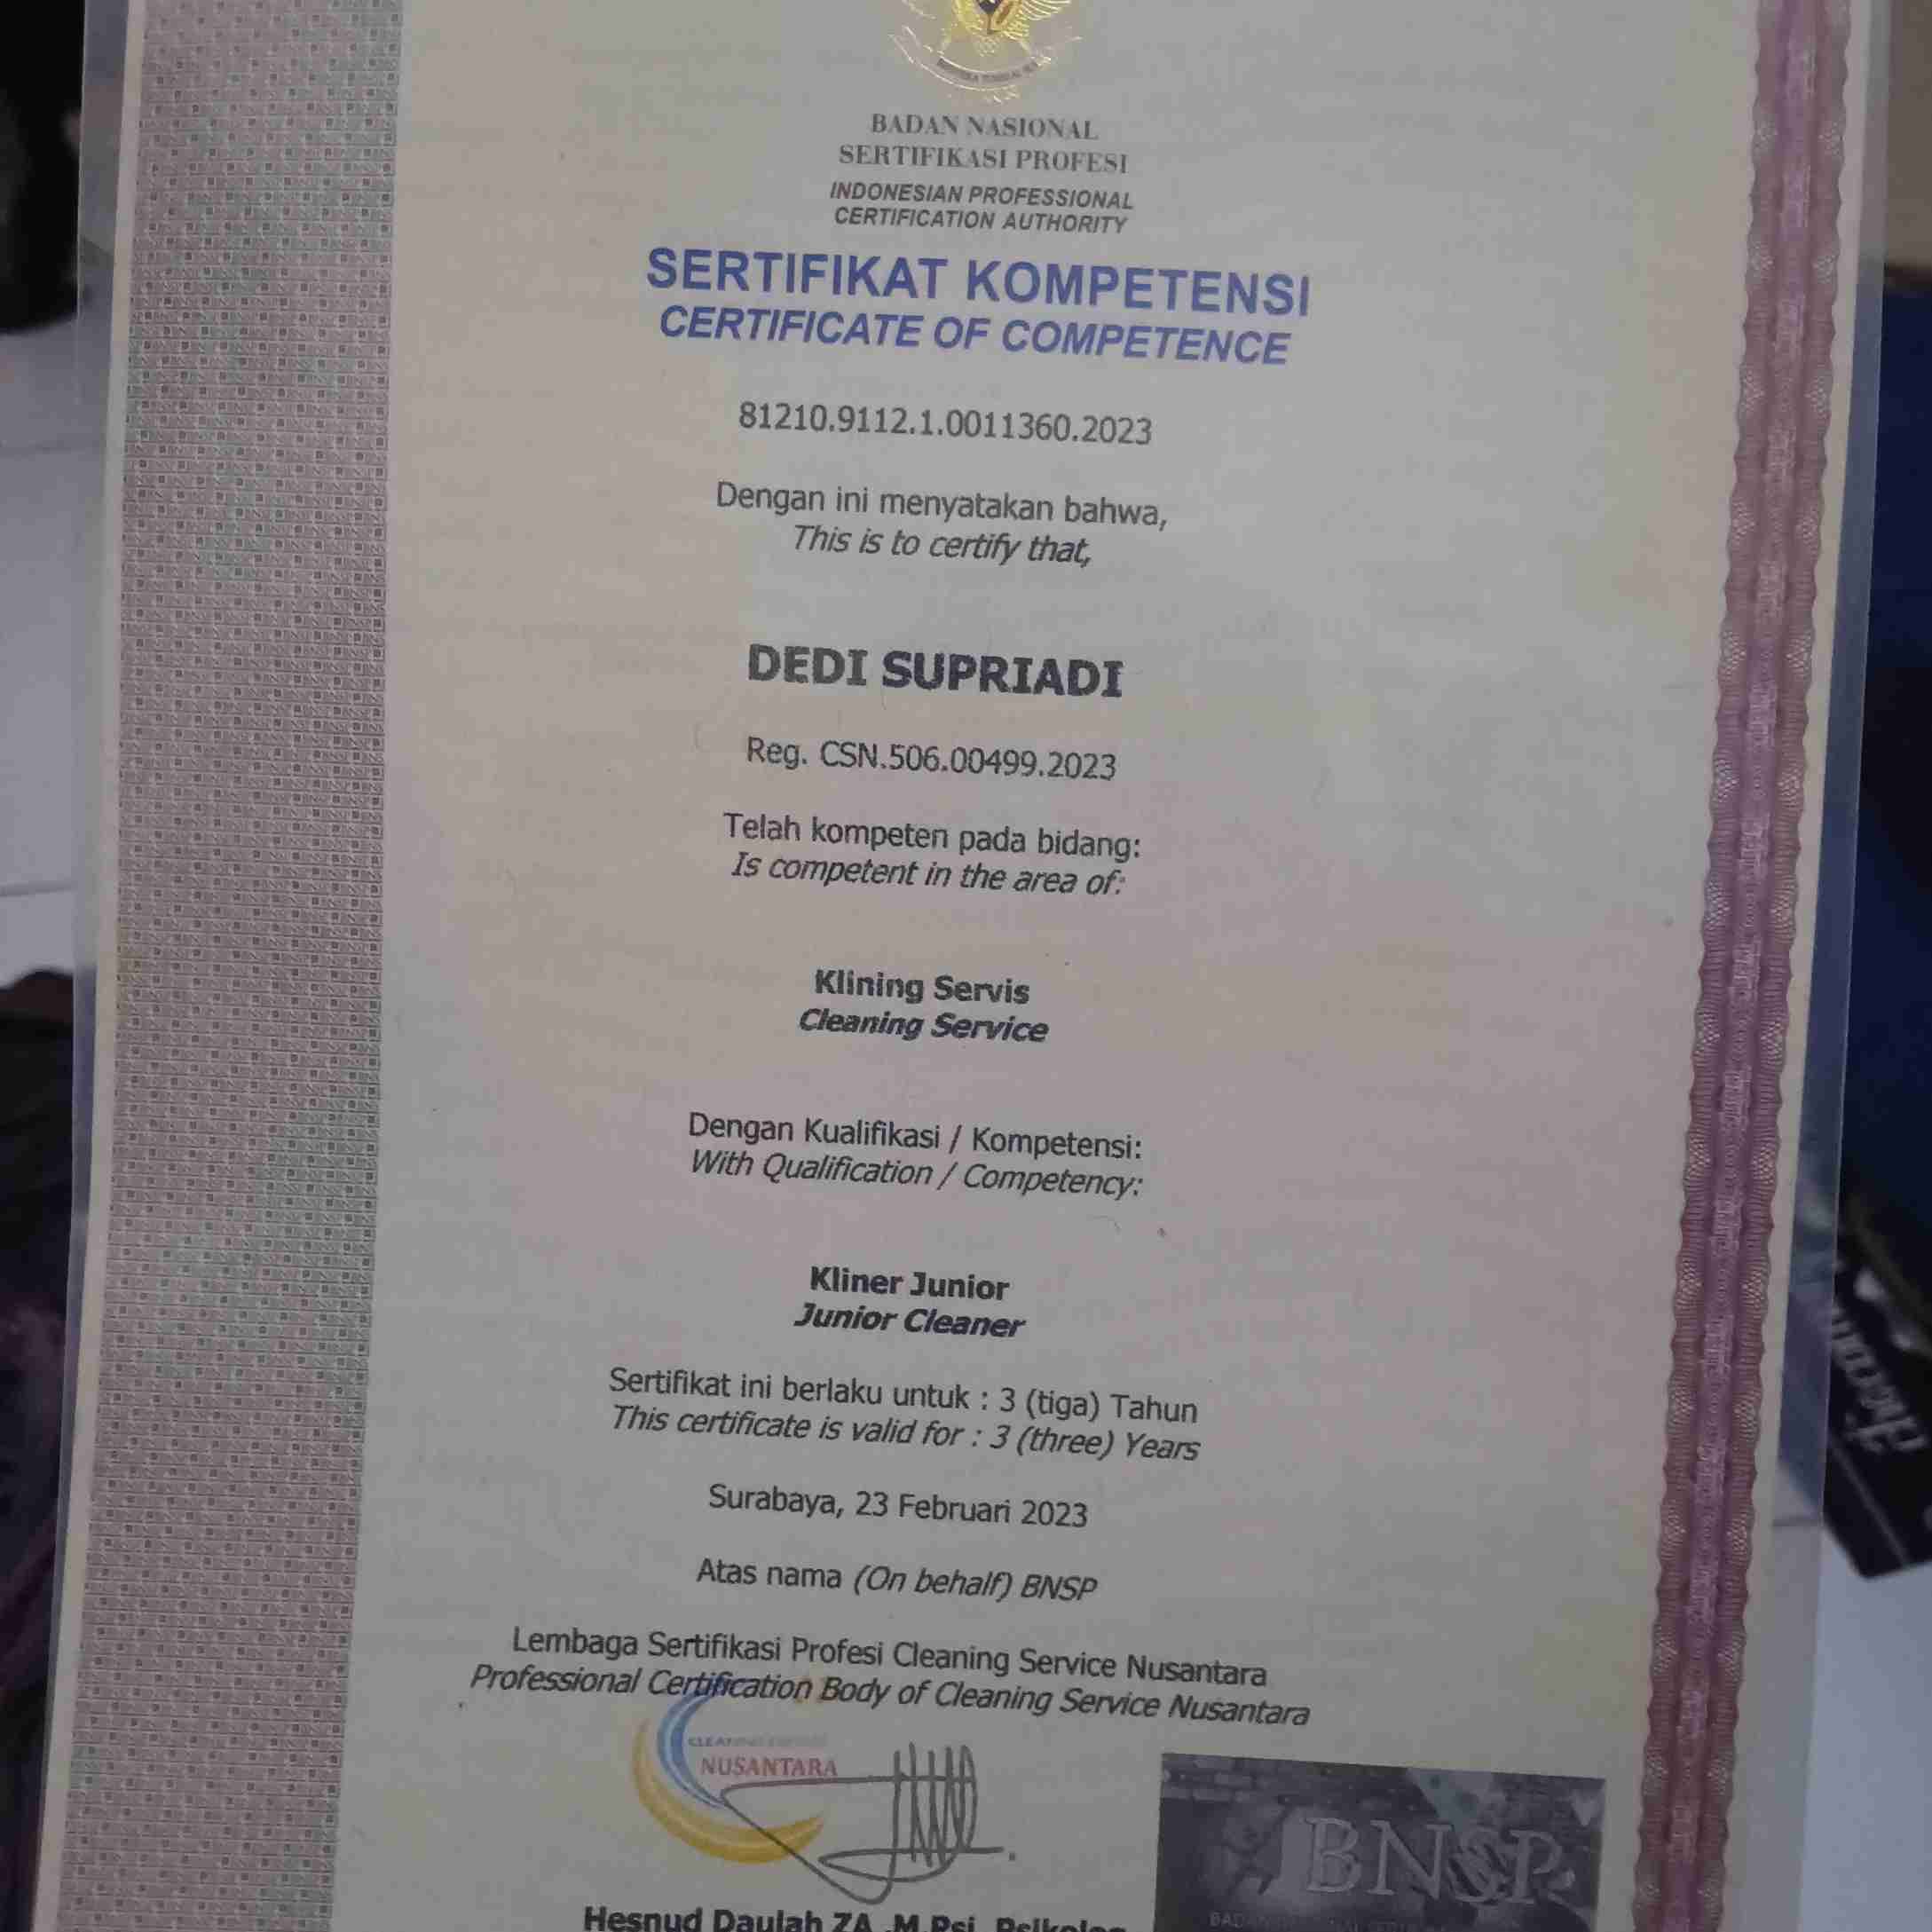 BADAN NASIONAL
SERTIFIKASI PROFESI
INDONESIAN PROFESSIONAL
CERTIFICATION AUTHORITY
SERTIFIKAT KOMPETENSI
CERTIFICATE OF COMPETENCE
81210.9112.1.0011360.2023
Dengan ini menyatakan bahwa,
This is to certify that,
DEDI SUPRIADI
Reg. CSN.506.00499.2023
Telah kompeten pada bidang:
Is competent in the area of:
Klining Servis
Cleaning Service
Dengan Kualifikasi / Kompetensi:
With Qualification / Competency:
Kliner Junior
Junior Cleaner
Sertifikat ini berlaku untuk : 3 (tiga) Tahun
This certificate is valid for : 3 (three) Years
Surabaya, 23 Februari 2023
Atas nama (On behalf) BNSP
Lembaga Sertifikasi Profesi Cleaning Service Nusantara
Professional Certification Body of Cleaning Service Nusantara
NUSANTARA
BNSP
Hesnud Daulah ZA .M.Psi. Psikolog